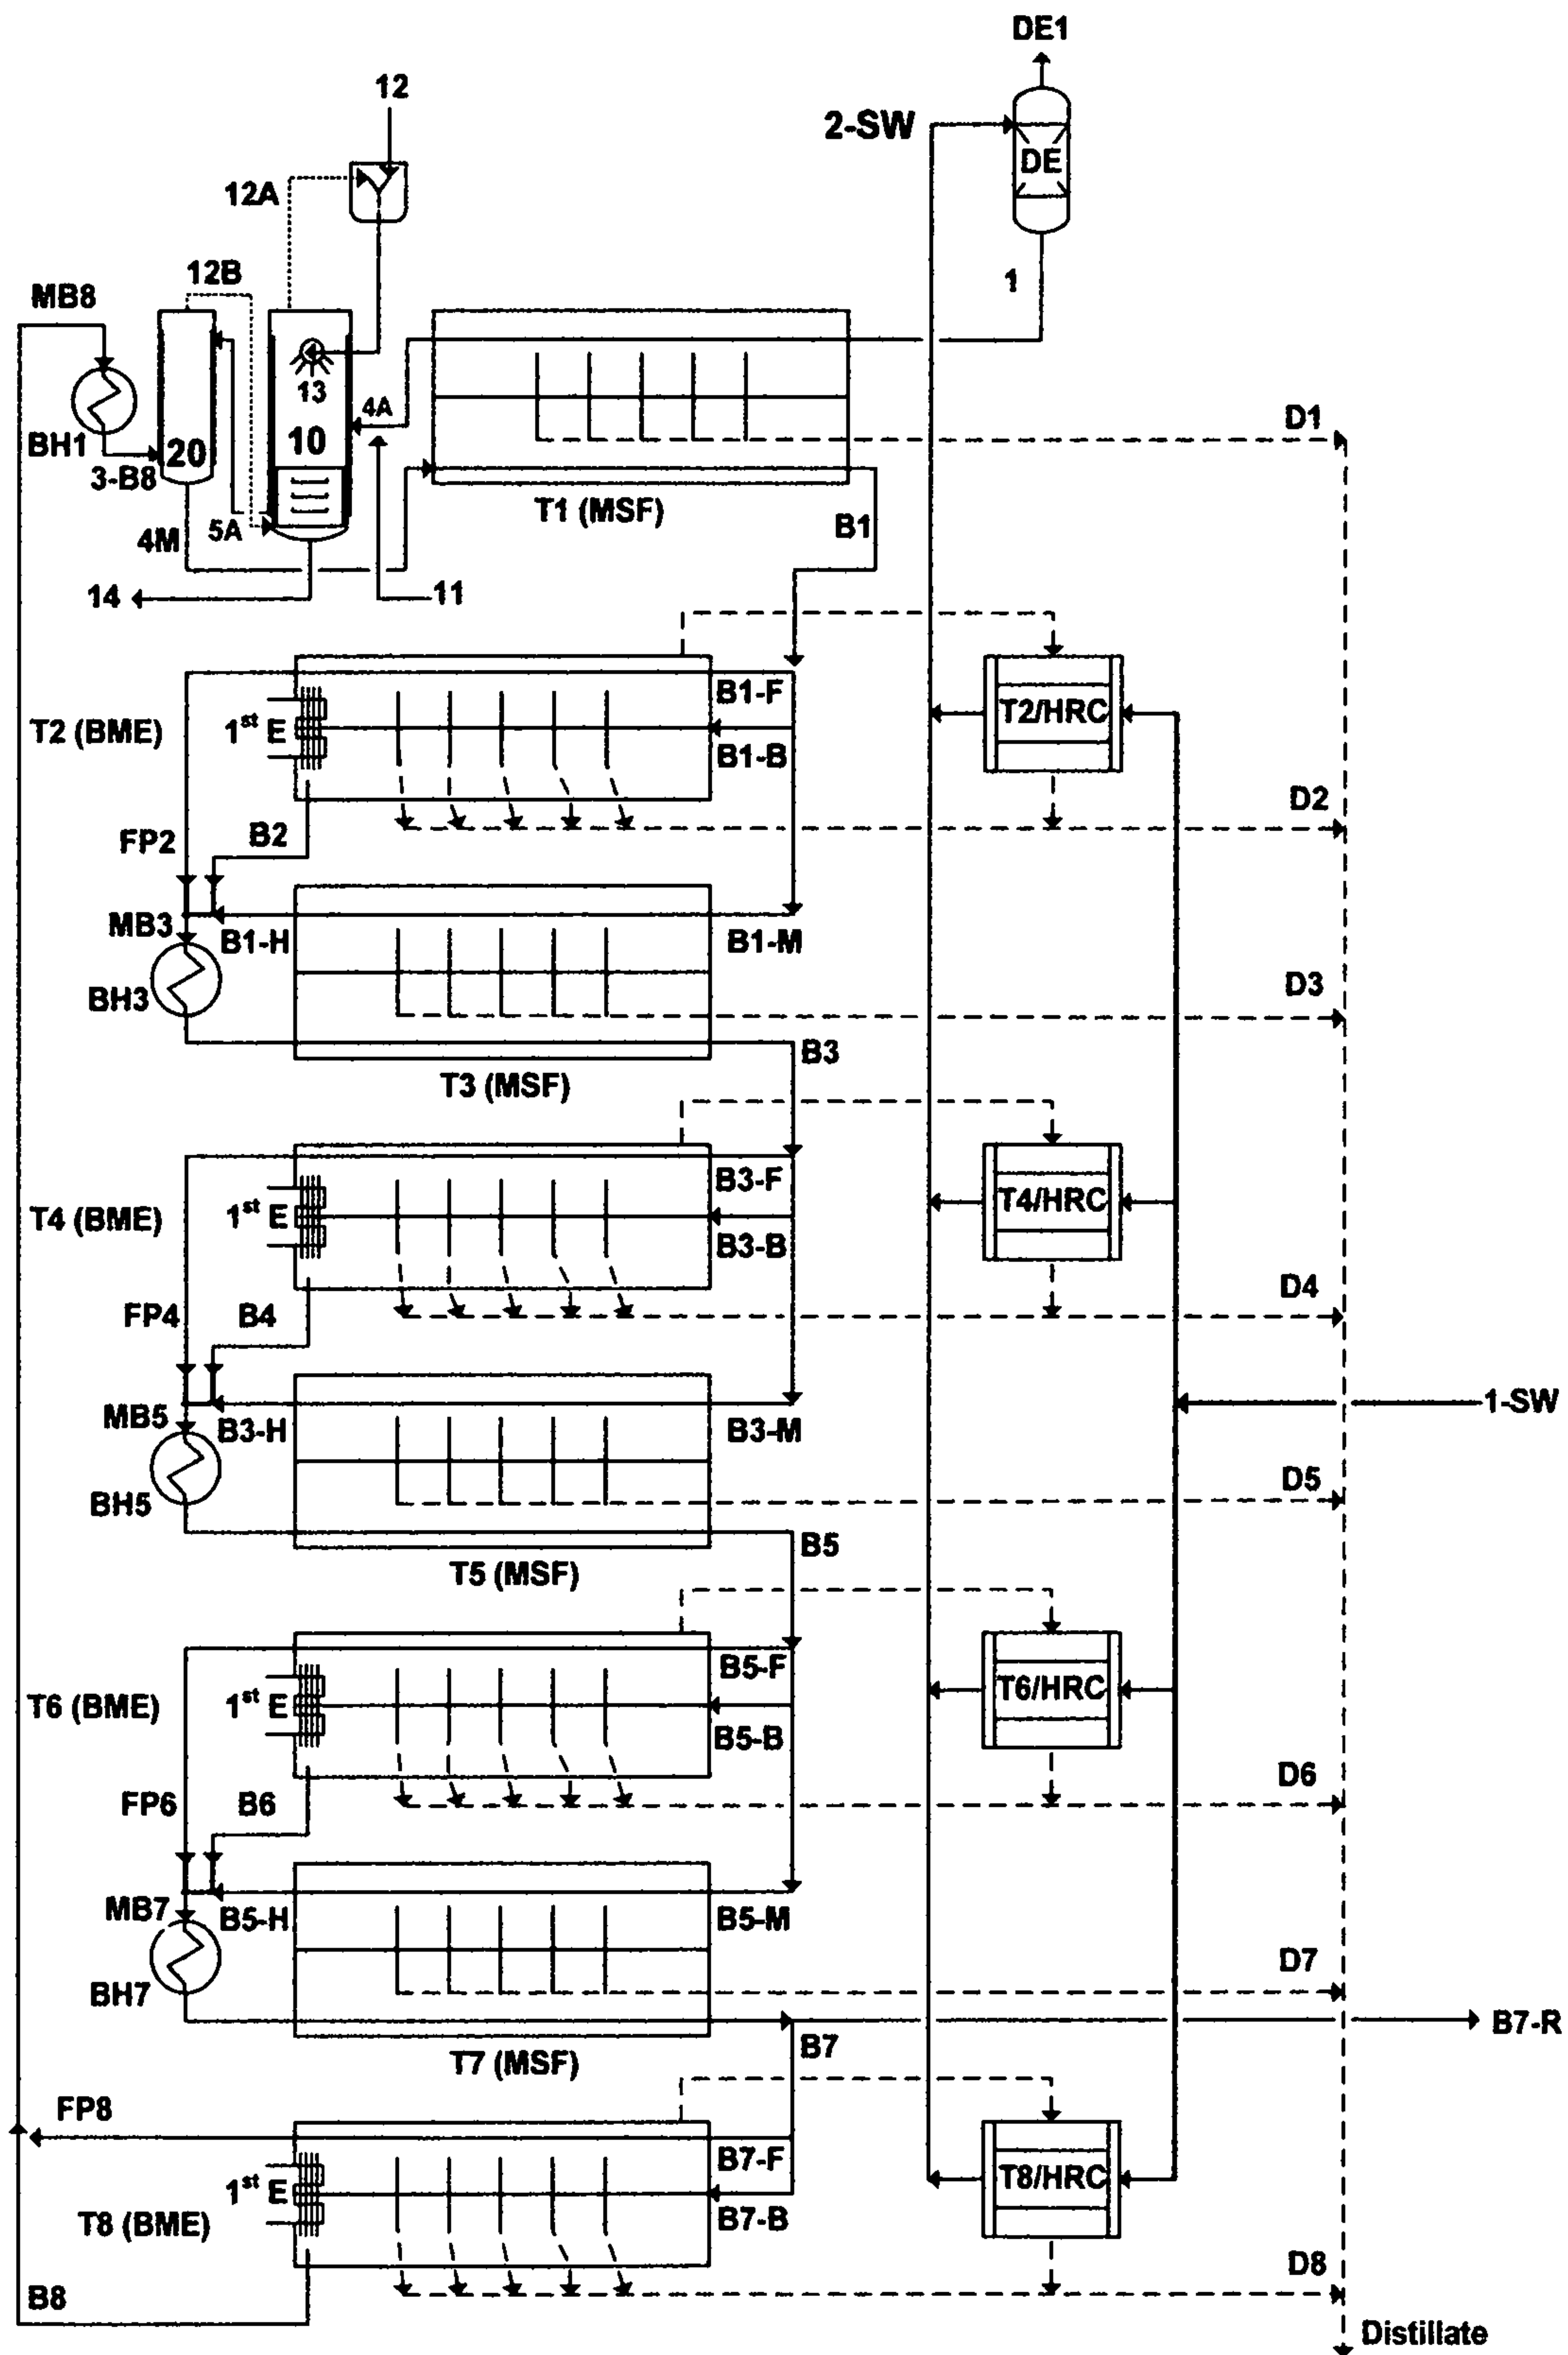 DE1
12
2-SW
DE
12A
12B
1
MB8
13
4A
D1
BH1
20
10
3-B8
T1 (MSF)
B1
5A
4M
14
11
B1-F
T2/HRC
T2 (BME)
1st E
B1-B
D2
FP2
B2
MB3
B1-H
B1-M
D3
BH3
B3
T3 (MSF)
B3-F
T4/HRC
T4 (BME)
1st E
B3-B
D4
FP4
B4
1-SW
MB5
B3-H
B3-M
D5
BH5
B5
T5 (MSF)
B5-F
T6/HRC
T6 (BME)
1st E
B5-B
D6
FP6
B6
MB7
B5-H
B5-M
D7
BH7
B7-R
B7
T7 (MSF)
FP8
B7-F
T8/HRC
1st E
B7-B
T8 (BME)
D8
B8
Distillate